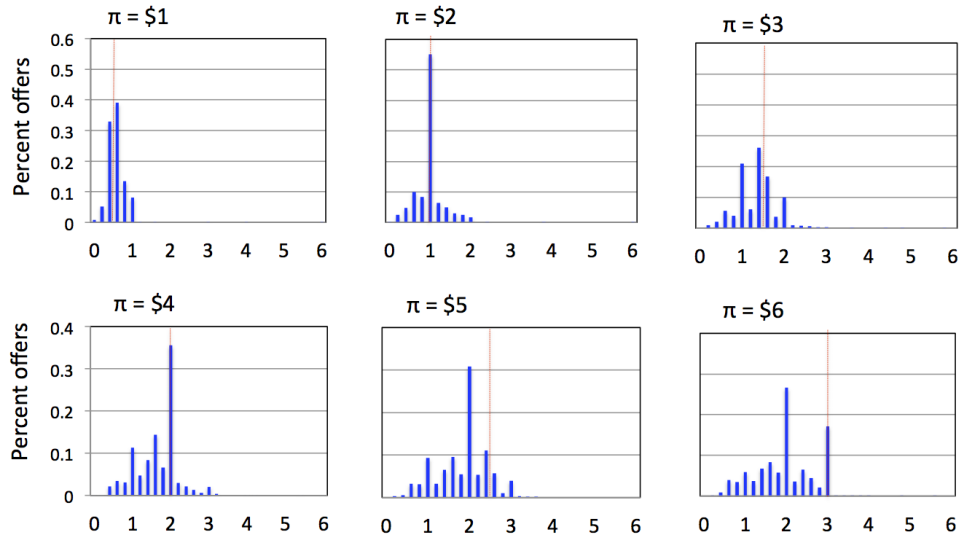 π = $1
π = $2
π = $3
Percent offers
0.6
0.5
0.4
0.3
0.2
0.1
0
0 1 2 3 4 5 6
0 1 2 3 4 5 6
0 1 2 3 4 5 6
π = $4
π = $5
π = $6
Percent offers
0.4
0.3
0.2
0.1
0
0 1 2 3 4 5 6
0 1 2 3 4 5 6
0 1 2 3 4 5 6